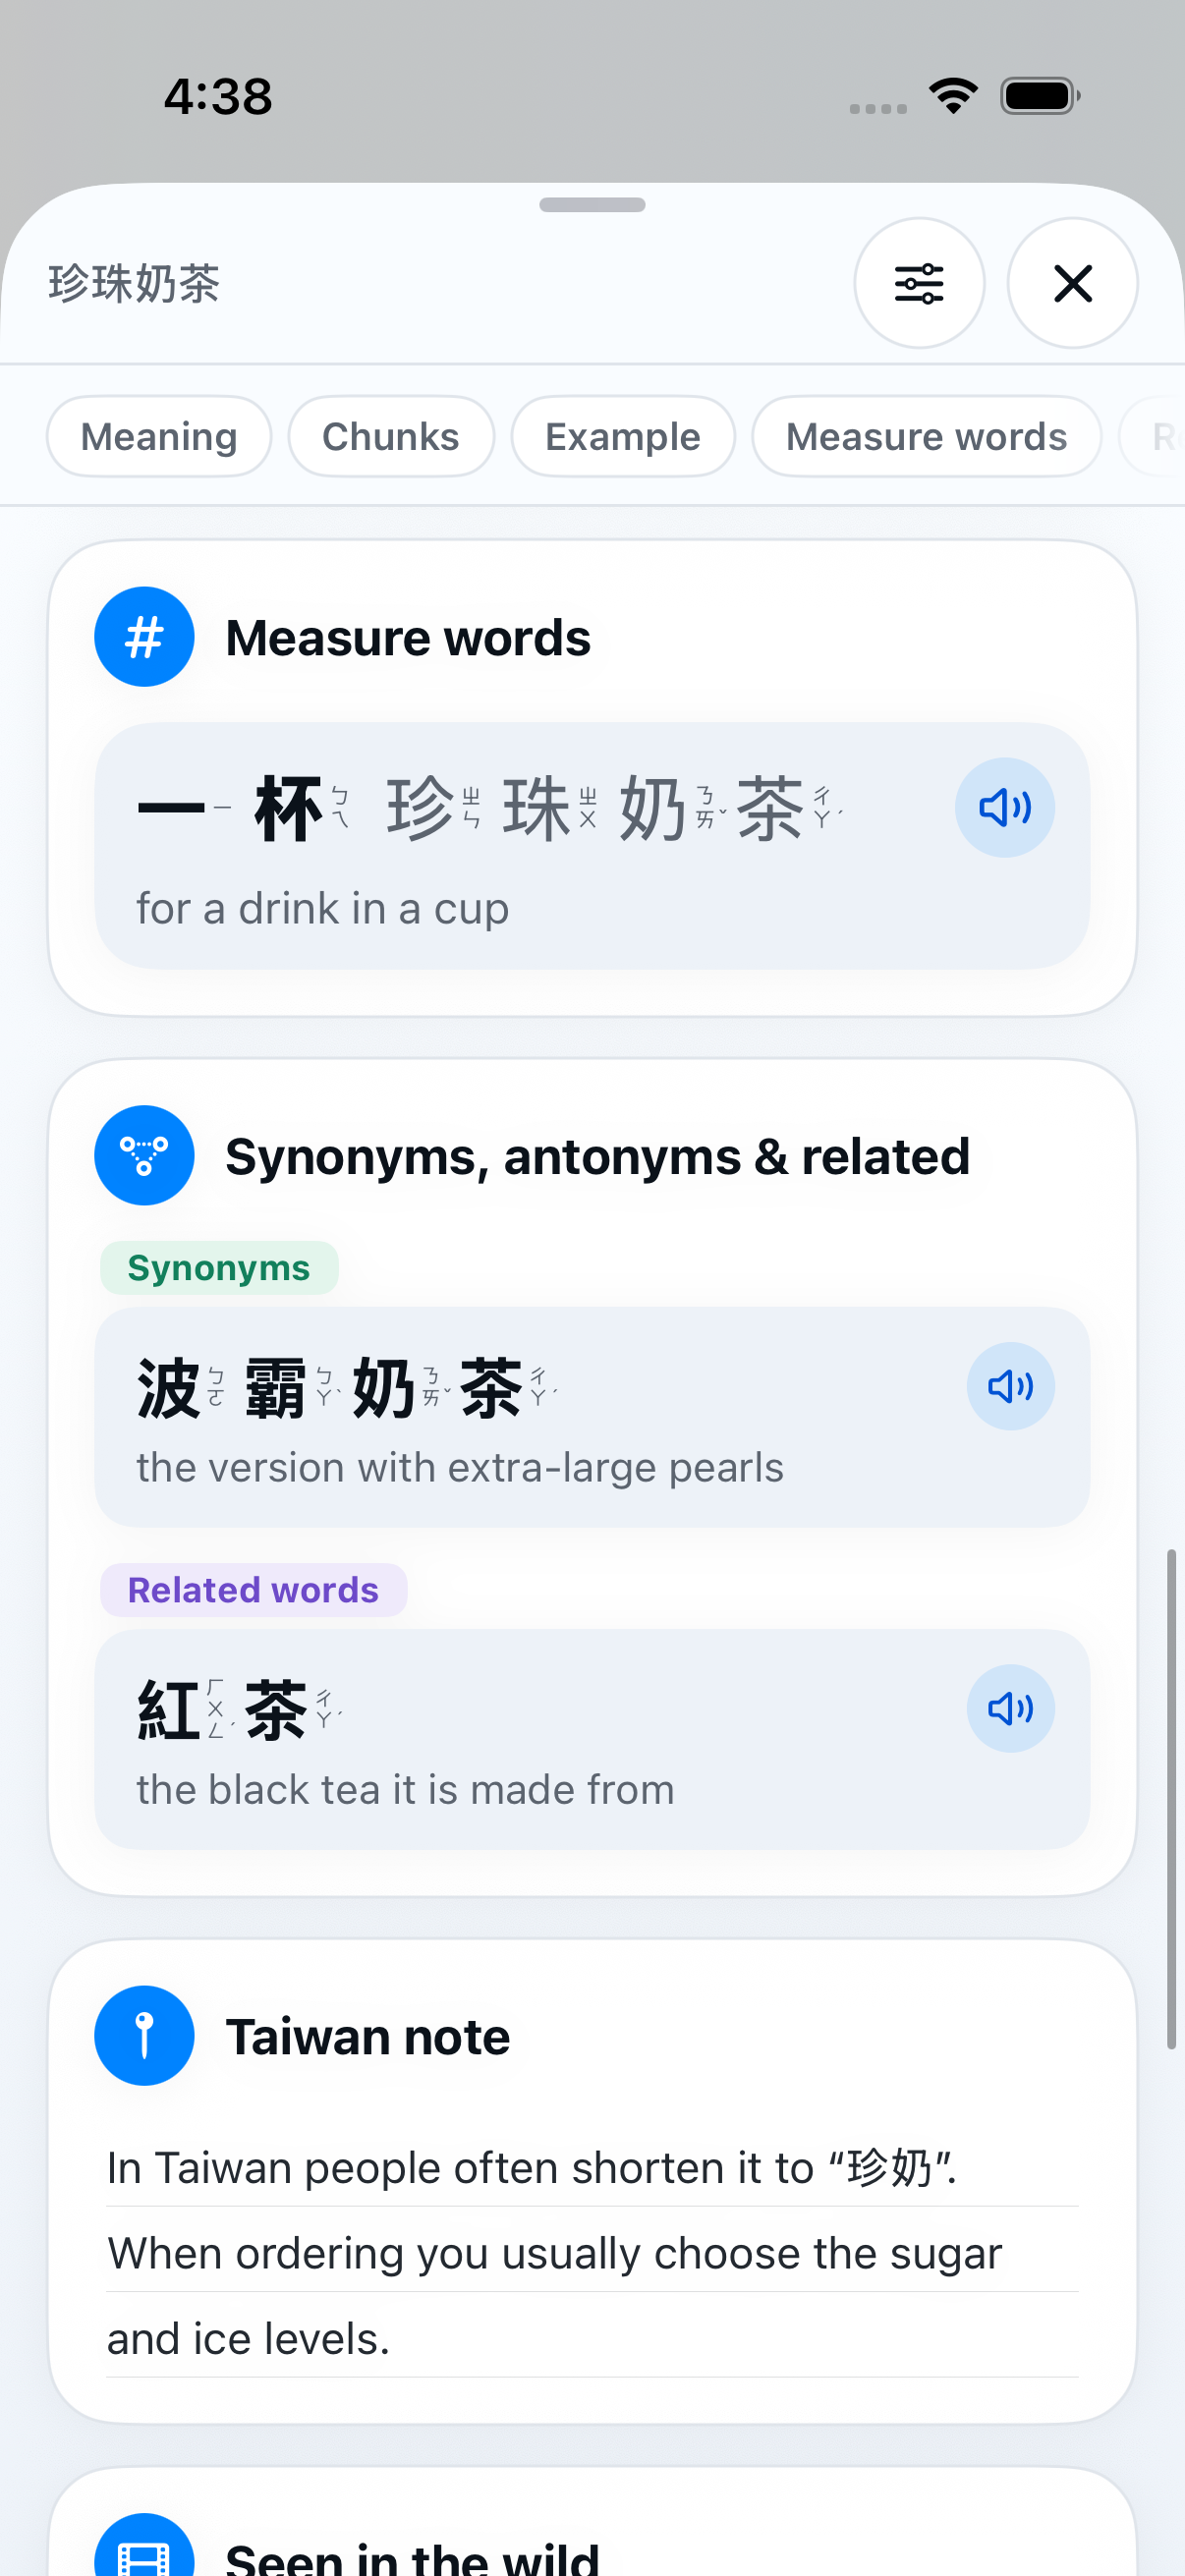 4:38
珍珠奶茶
Meaning Chunks Example Measure words
Measure words
一ㄧ 杯ㄅㄟ 珍ㄓㄣ 珠ㄓㄨ 奶ㄋㄞˇ 茶ㄔㄚˊ
for a drink in a cup
Synonyms, antonyms & related
Synonyms
波ㄅㄛ 霸ㄅㄚˋ 奶ㄋㄞˇ 茶ㄔㄚˊ
the version with extra-large pearls
Related words
紅ㄏㄨㄥˊ 茶ㄔㄚˊ
the black tea it is made from
Taiwan note
In Taiwan people often shorten it to “珍奶”.
When ordering you usually choose the sugar
and ice levels.
Seen in the wild